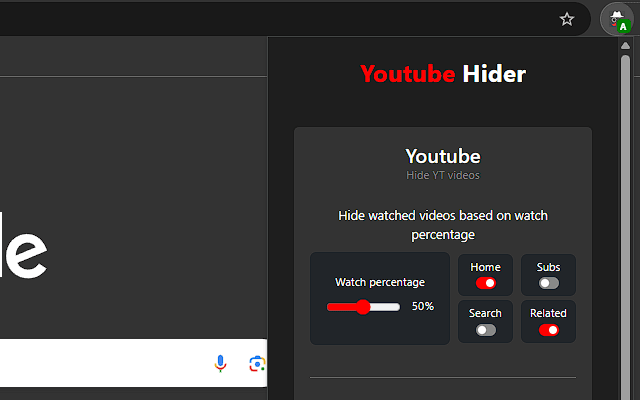 A
Youtube Hider
Youtube
Hide YT videos
Hide watched videos based on watch
percentage
Watch percentage
50%
Home
Subs
Search
Related
le